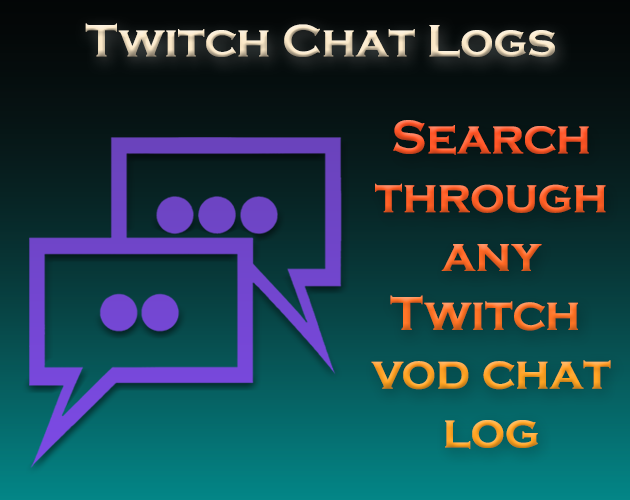 Twitch Chat Logs
Search
through
any
Twitch
vod chat
log